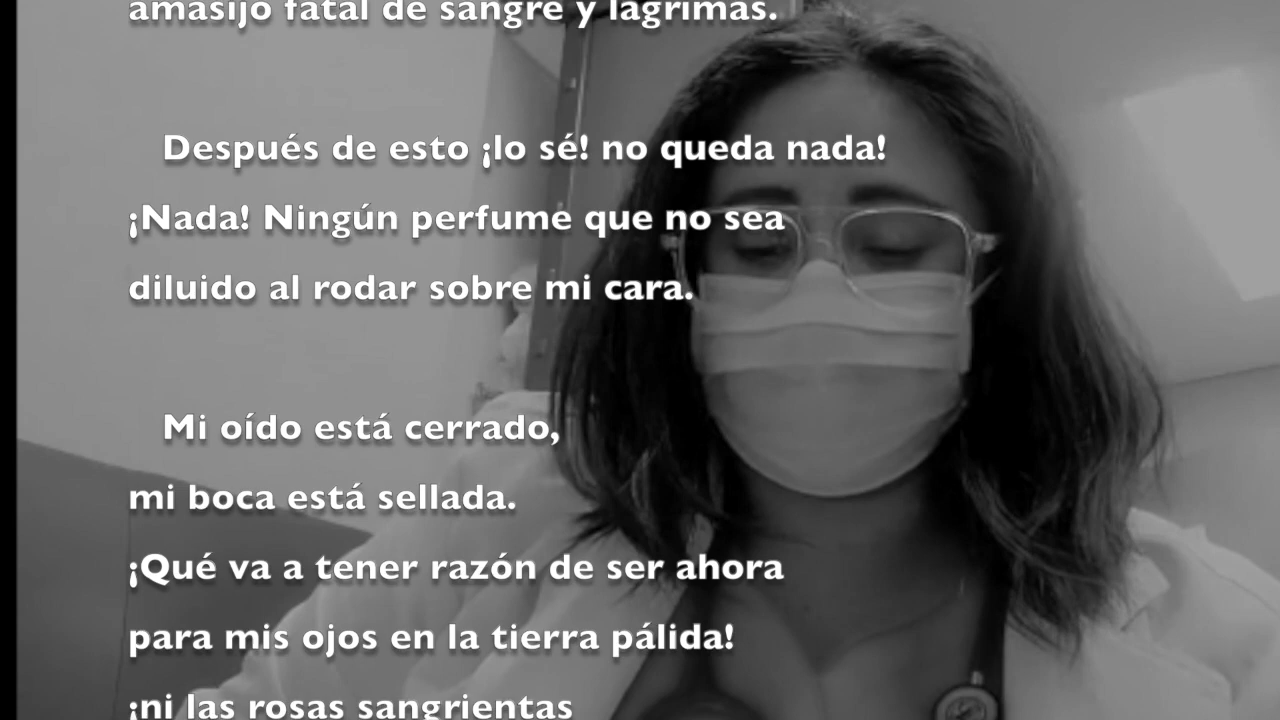 amasijo fatal de sangre y lágrimas.
Después de esto ¡lo sé! no queda nada!
¡Nada! Ningún perfume que no sea
diluido al rodar sobre mi cara.
Mi oído está cerrado,
mi boca está sellada.
¡Qué va a tener razón de ser ahora
para mis ojos en la tierra pálida!
¡ni las rosas sangrientas